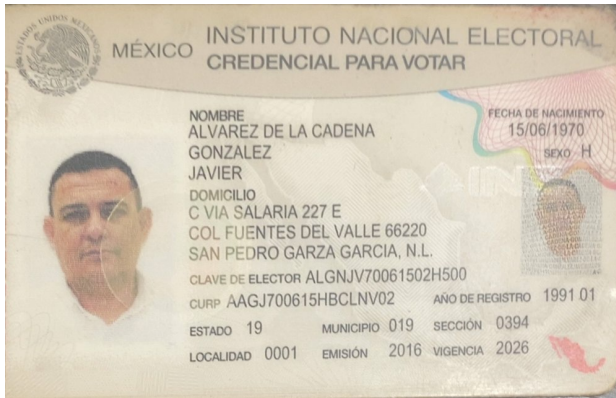 ESTADOS UNIDOS MEXICANOS
MÉXICO INSTITUTO NACIONAL ELECTORAL
CREDENCIAL PARA VOTAR
NOMBRE
ALVAREZ DE LA CADENA
GONZALEZ
JAVIER
FECHA DE NACIMIENTO
15/06/1970
SEXO H
DOMICILIO
C VIA SALARIA 227 E
COL FUENTES DEL VALLE 66220
SAN PEDRO GARZA GARCIA, N.L.
CLAVE DE ELECTOR ALGNJV70061502H500
CURP AAGJ700615HBCLNV02 AÑO DE REGISTRO 1991 01
ESTADO 19 MUNICIPIO 019 SECCIÓN 0394
LOCALIDAD 0001 EMISIÓN 2016 VIGENCIA 2026